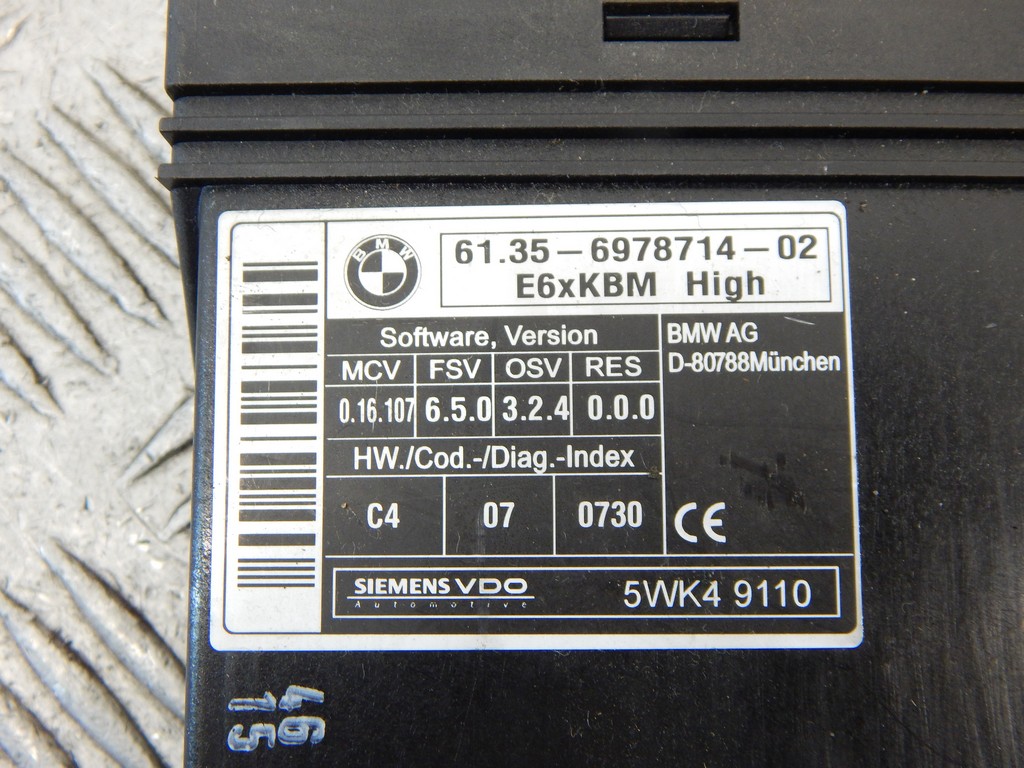 BMW
61.35-6978714-02
E6xKBM High
Software, Version
MCV FSV OSV RES
0.16.107 6.5.0 3.2.4 0.0.0
BMW AG
D-80788München
HW./Cod.-/Diag.-Index
C4 07 0730
CE
SIEMENS VDO
Automotive
5WK4 9110
46
15